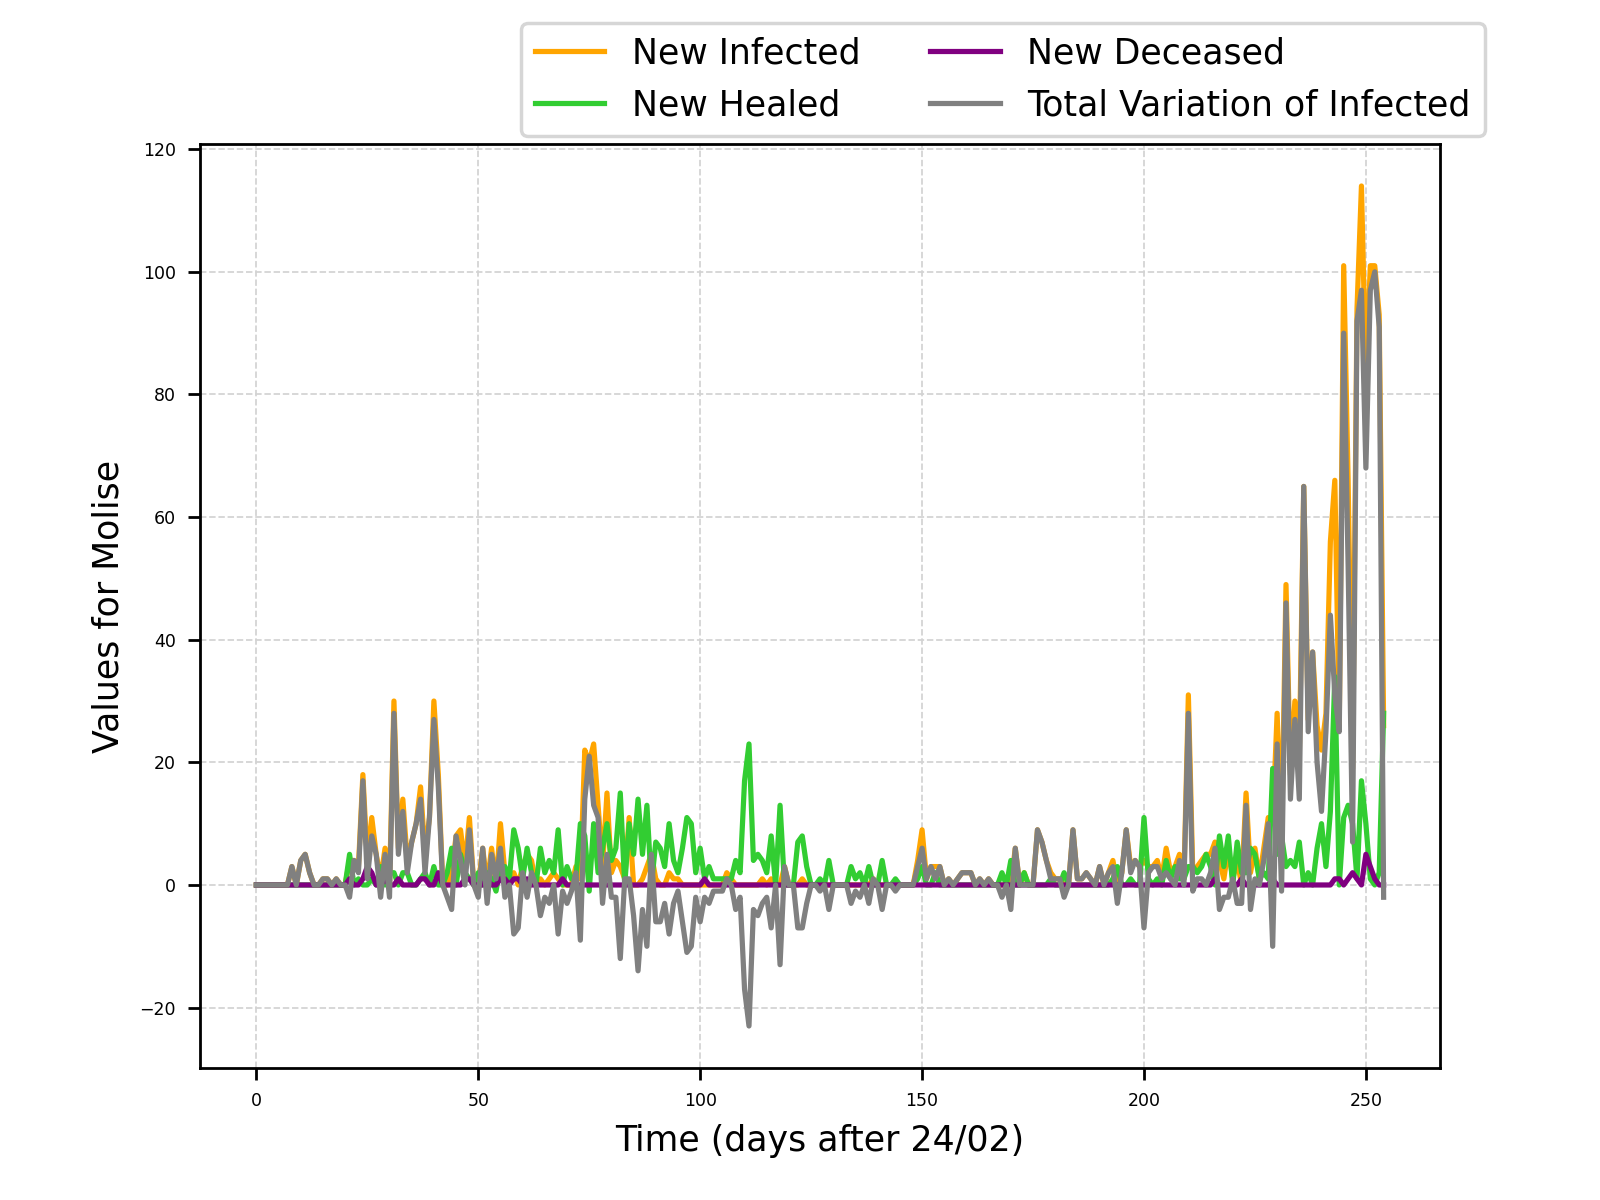 New Infected
New Healed
New Deceased
Total Variation of Infected
120
100
80
60
40
20
0
−20
Values for Molise
0 50 100 150 200 250
Time (days after 24/02)